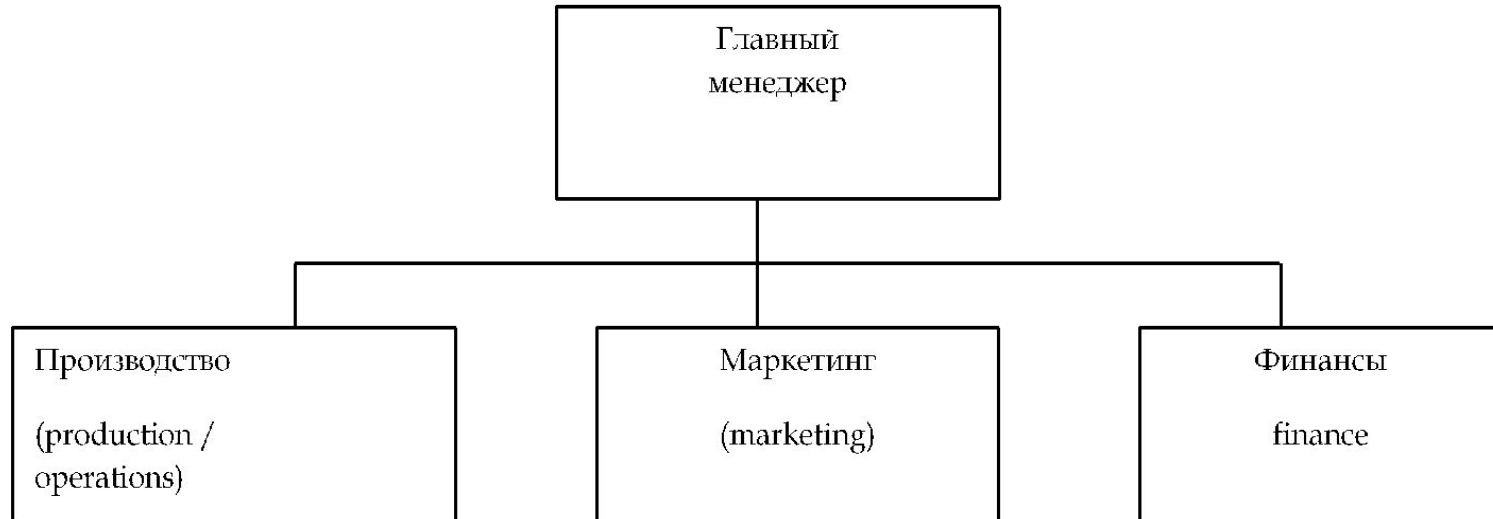 Главный
менеджер
Производство
(production /
operations)
Маркетинг
(marketing)
Финансы
finance